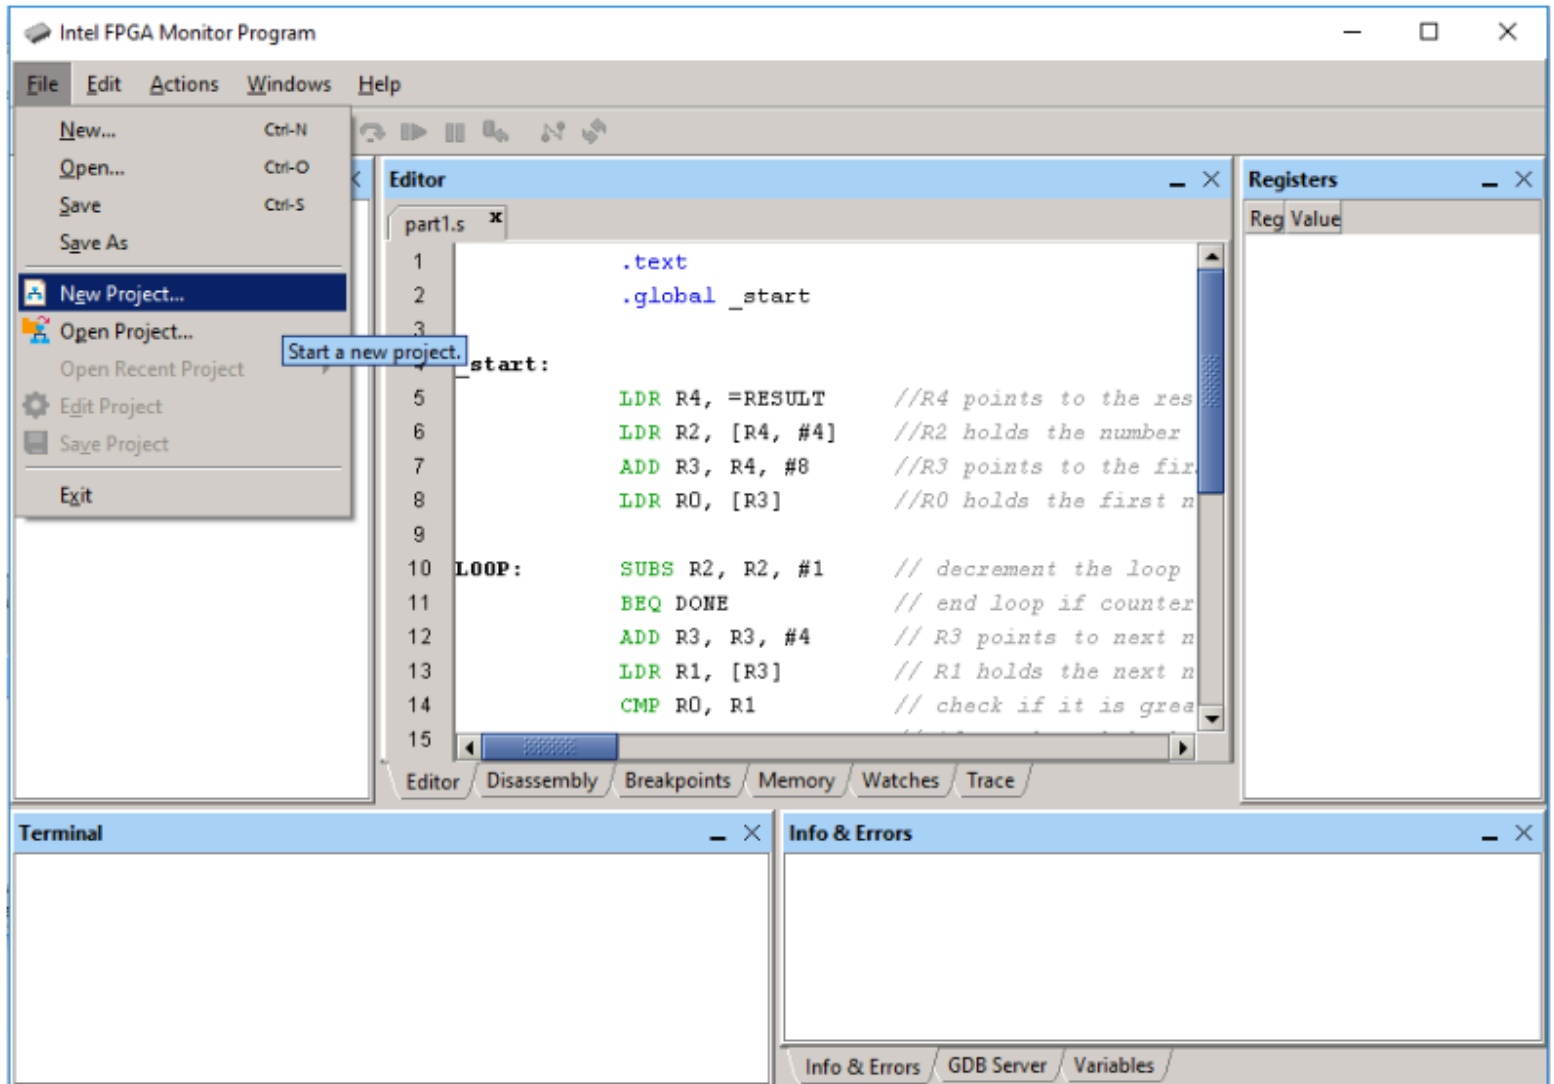 Intel FPGA Monitor Program
File Edit Actions Windows Help
New... Ctrl-N
Open... Ctrl-O
Save Ctrl-S
Save As
New Project...
Open Project...
Open Recent Project
Edit Project
Save Project
Exit
Start a new project.
Editor
part1.s
1 .text
2 .global _start
3
_start:
5 LDR R4, =RESULT //R4 points to the res
6 LDR R2, [R4, #4] //R2 holds the number
7 ADD R3, R4, #8 //R3 points to the fir
8 LDR R0, [R3] //R0 holds the first n
9
10 LOOP: SUBS R2, R2, #1 // decrement the loop
11 BEQ DONE // end loop if counter
12 ADD R3, R3, #4 // R3 points to next n
13 LDR R1, [R3] // R1 holds the next n
14 CMP R0, R1 // check if it is grea
15
Editor Disassembly Breakpoints Memory Watches Trace
Registers
Reg Value
Terminal
Info & Errors
Info & Errors GDB Server Variables